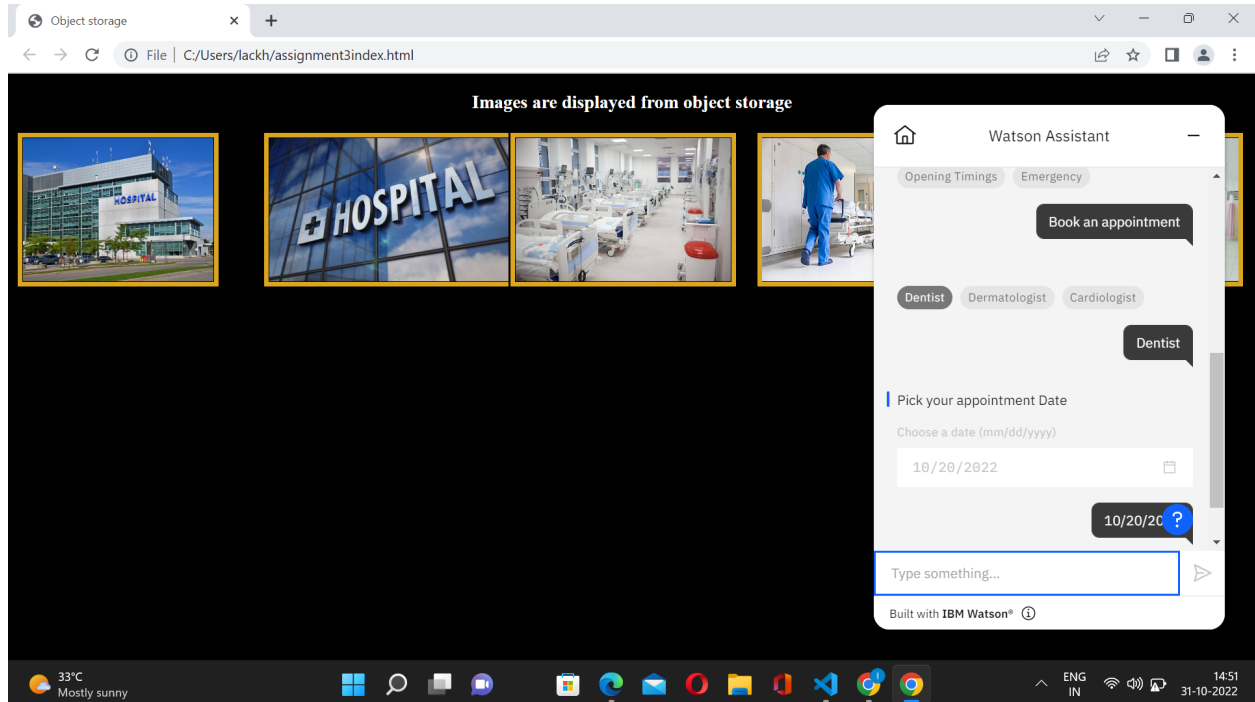 Object storage
File
C:/Users/lackh/assignment3index.html
Images are displayed from object storage
HOSPITAL
HOSPITAL
Watson Assistant
Opening Timings Emergency
Book an appointment
Dentist Dermatologist Cardiologist
Dentist
Pick your appointment Date
Choose a date (mm/dd/yyyy)
10/20/2022
10/20/20
?
Type something...
Built with IBM Watson®
33°C
Mostly sunny
ENG
IN
14:51
31-10-2022